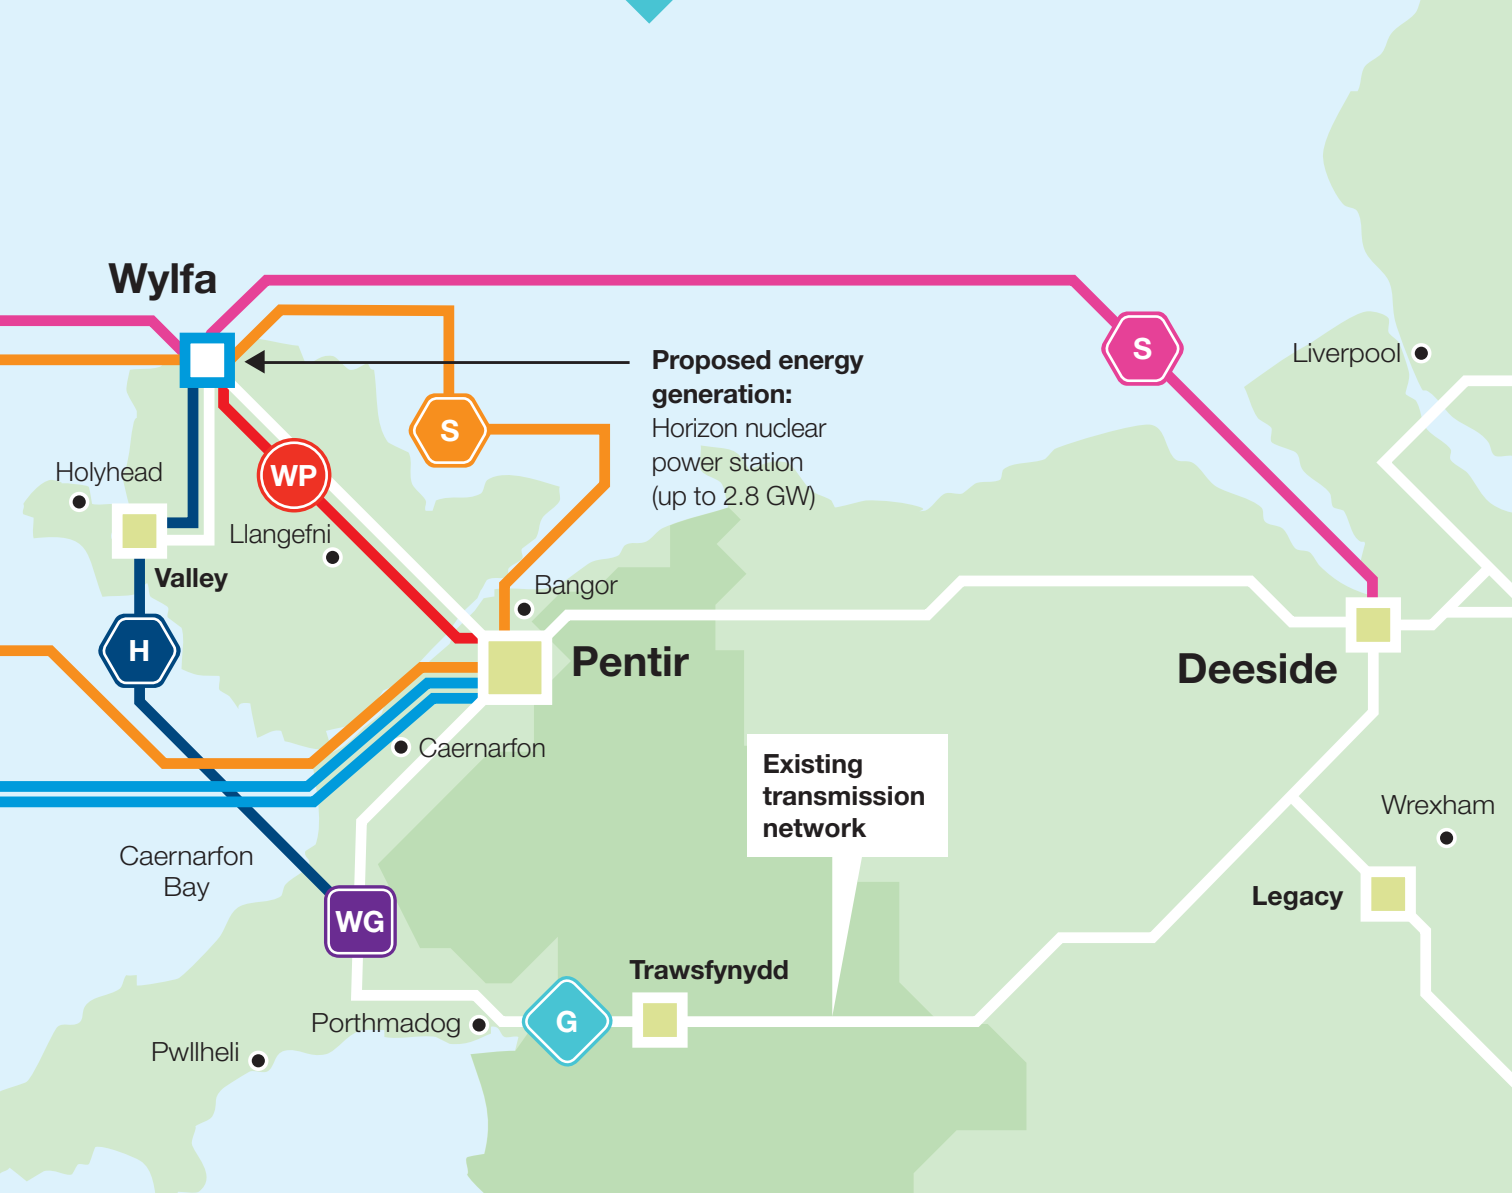 Wylfa
S
Liverpool
Proposed energy
generation:
Horizon nuclear
power station
(up to 2.8 GW)
S
Holyhead
WP
Llangefni
Valley
Bangor
H
Pentir
Deeside
Caernarfon
Existing
transmission
network
Wrexham
Caernarfon
Bay
WG
Legacy
Trawsfynydd
Porthmadog
G
Pwllheli